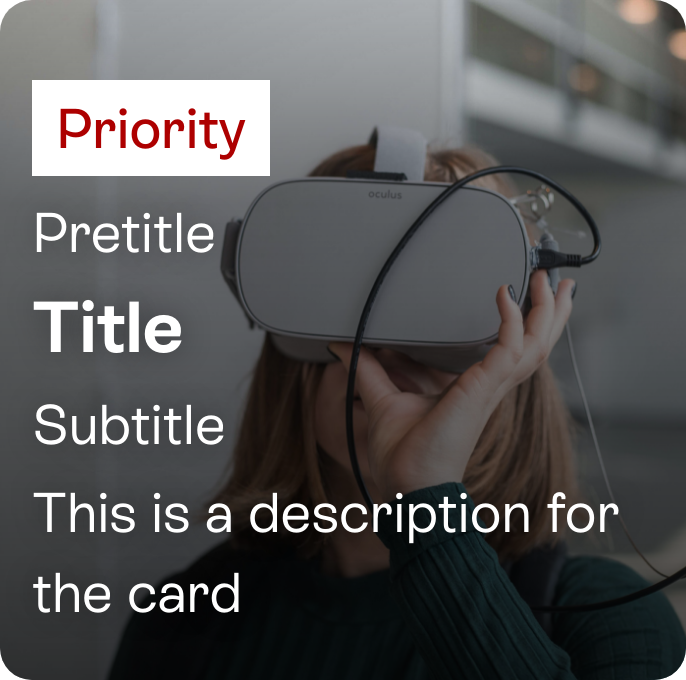 Priority
oculus
Pretitle
Title
Subtitle
This is a description for
the card